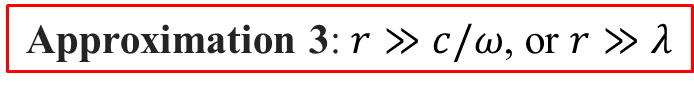 Approximation 3: 𝑟 ≫ 𝑐/𝜔, or 𝑟 ≫ 𝜆